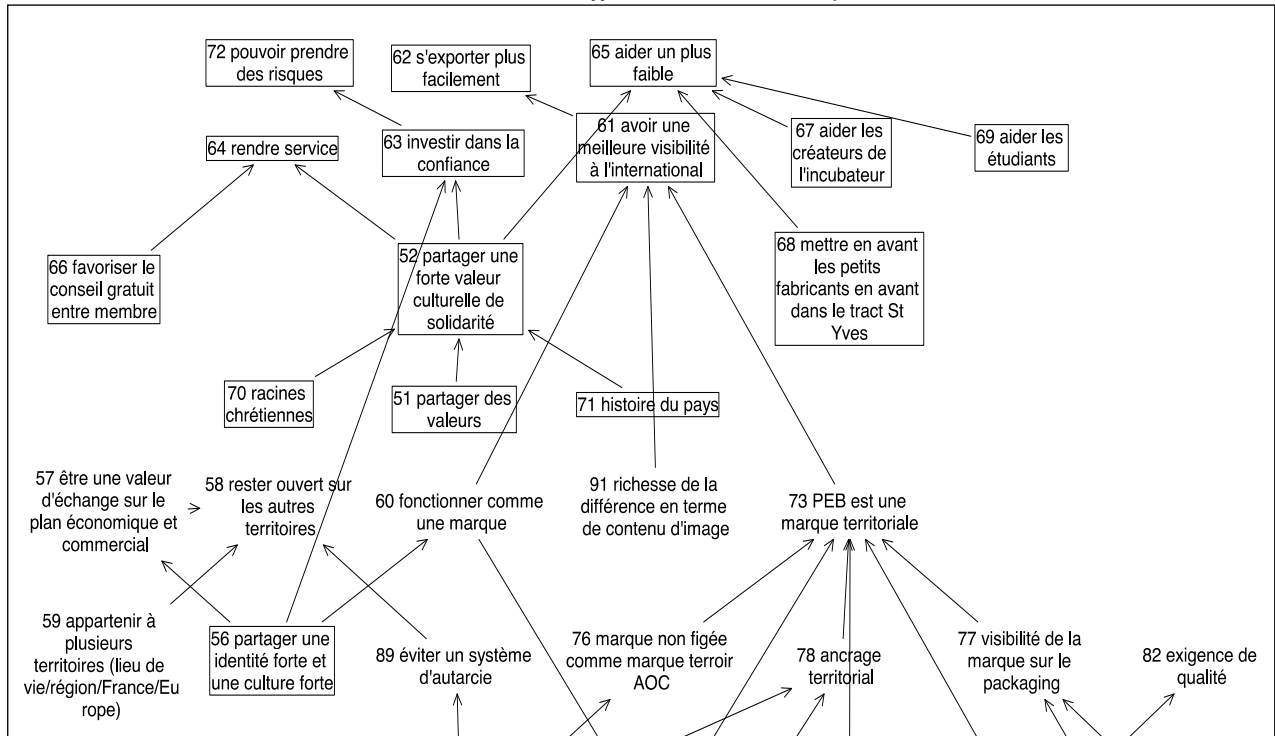 72 pouvoir prendre
des risques
62 s'exporter plus
facilement
65 aider un plus
faible
64 rendre service
63 investir dans la
confiance
61 avoir une
meilleure visibilité
à l'international
67 aider les
créateurs de
l'incubateur
69 aider les
étudiants
66 favoriser le
conseil gratuit
entre membre
52 partager une
forte valeur
culturelle de
solidarité
68 mettre en avant
les petits
fabricants en avant
dans le tract St
Yves
70 racines
chrétiennes
51 partager des
valeurs
71 histoire du pays
57 être une valeur
d'échange sur le
plan économique et
commercial
58 rester ouvert sur
les autres
territoires
60 fonctionner comme
une marque
91 richesse de la
différence en terme
de contenu d'image
73 PEB est une
marque territoriale
59 appartenir à
plusieurs
territoires (lieu de
vie/région/France/Eu
rope)
56 partager une
identité forte et
une culture forte
89 éviter un système
d'autarcie
76 marque non figée
comme marque terroir
AOC
78 ancrage
territorial
77 visibilité de la
marque sur le
packaging
82 exigence de
qualité